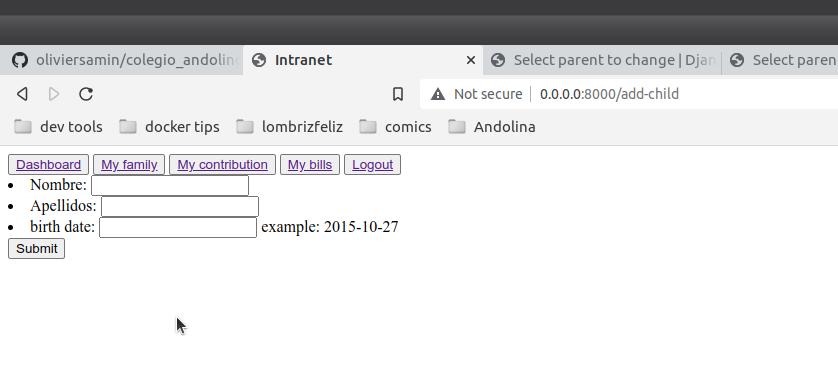 oliviersamin/colegio_andolin
Intranet
Select parent to change | Djan
Select paren
Not secure
0.0.0.0:8000/add-child
dev tools
docker tips
lombrizfeliz
comics
Andolina
Dashboard My family My contribution My bills Logout
Nombre:
Apellidos:
birth date: example: 2015-10-27
Submit